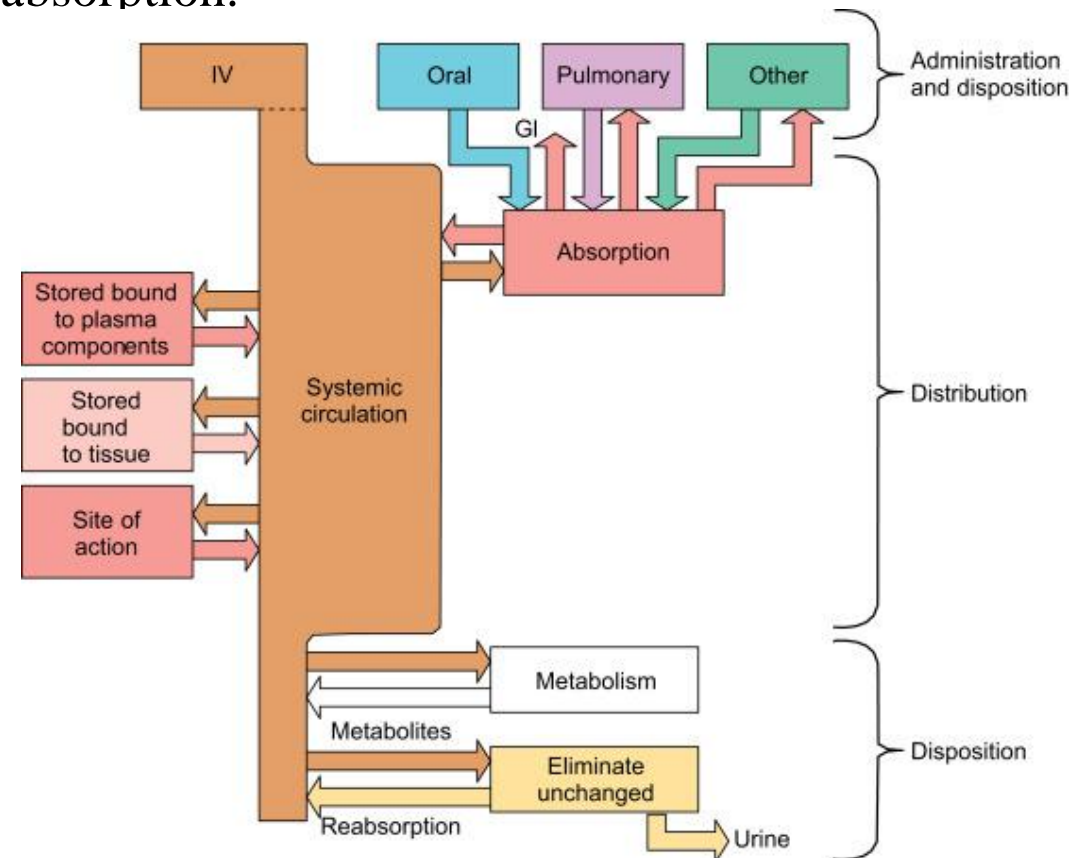 absorption.
IV
Oral
Pulmonary
Other
Administration
and disposition
GI
Absorption
Stored bound
to plasma
components
Systemic
circulation
Stored
bound
to tissue
Distribution
Site of
action
Metabolism
Metabolites
Eliminate
unchanged
Disposition
Reabsorption
Urine